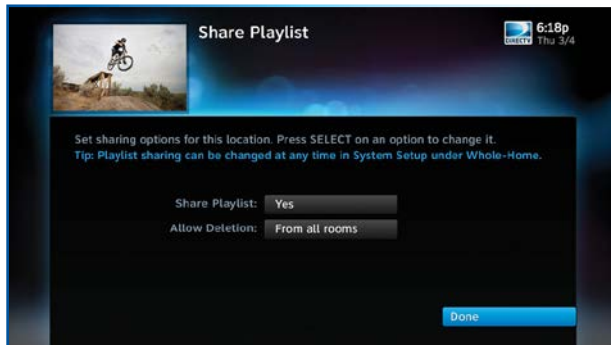 Share Playlist
DIRECTV
6:18p
Thu 3/4
Set sharing options for this location. Press SELECT on an option to change it.
Tip: Playlist sharing can be changed at any time in System Setup under Whole-Home.
Share Playlist: Yes
Allow Deletion: From all rooms
Done